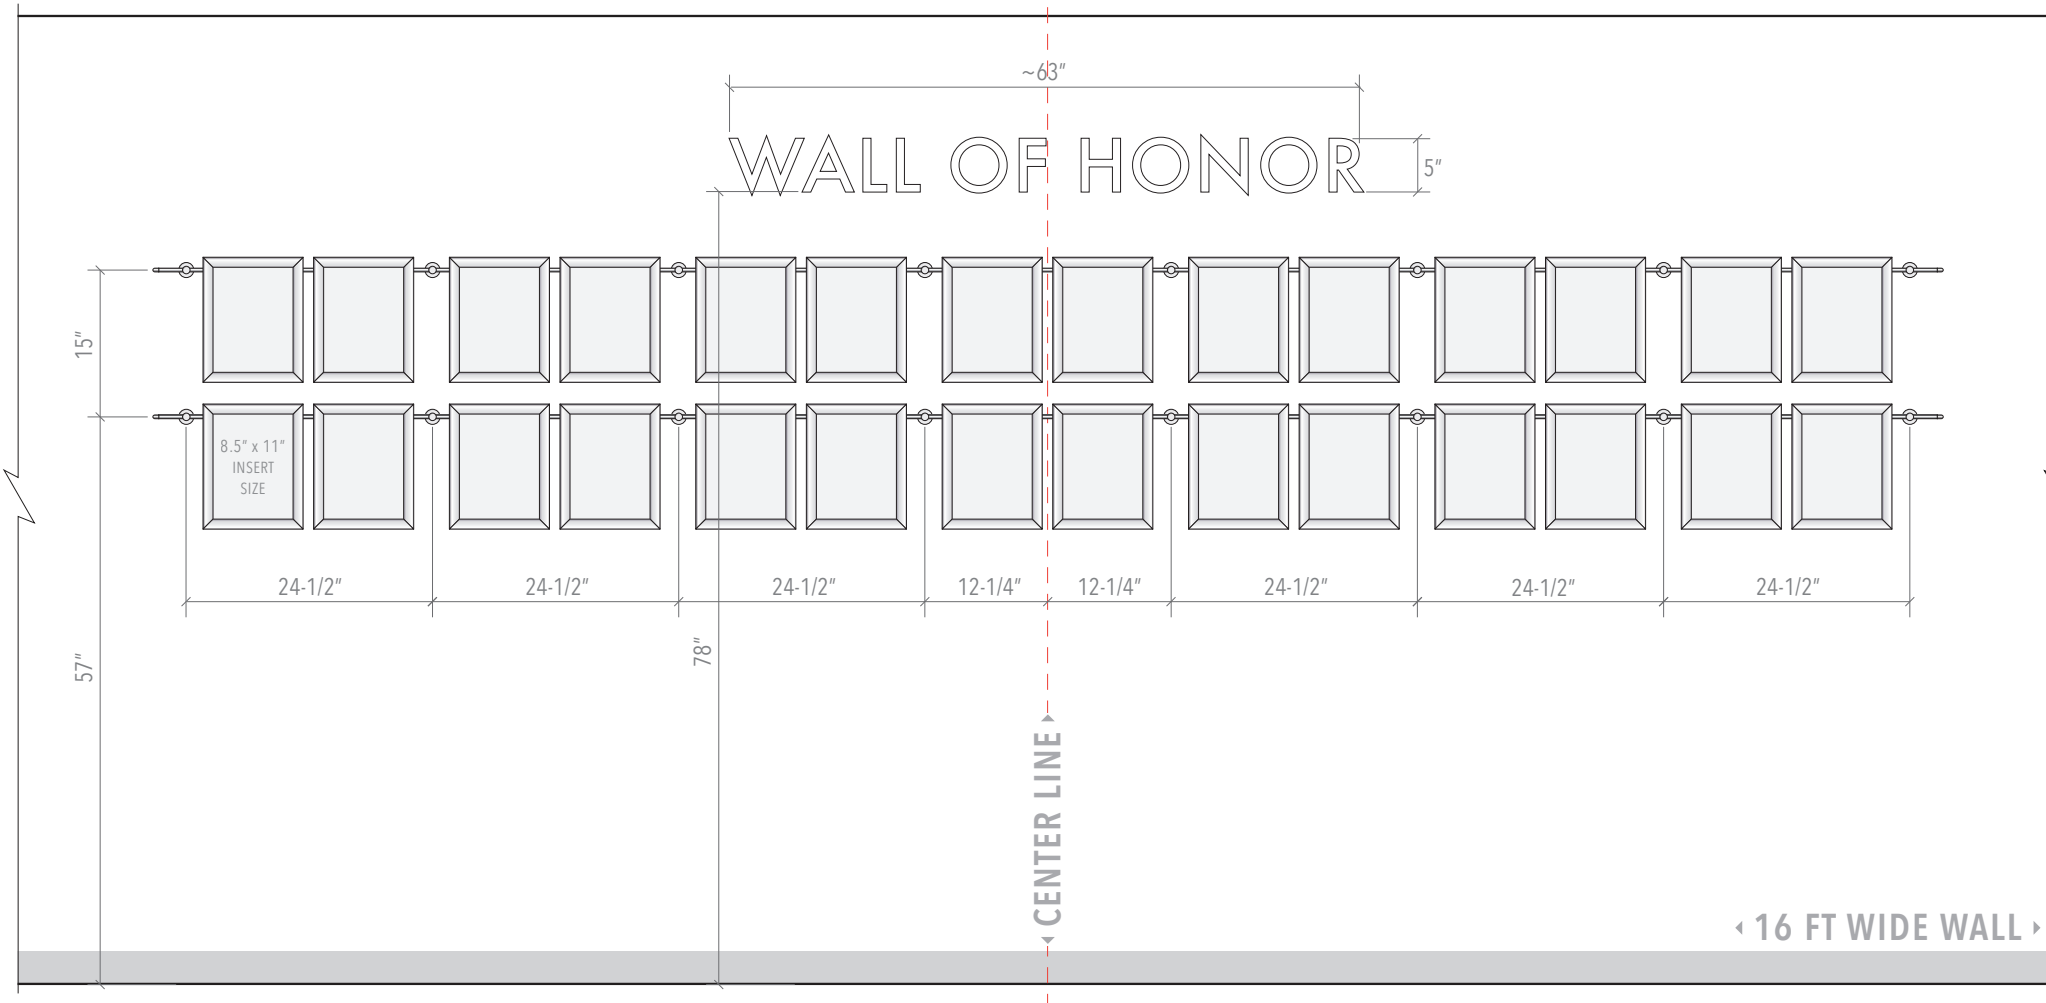 ~63"
WALL OF HONOR
5"
15"
8.5" x 11"
INSERT
SIZE
24-1/2"
24-1/2"
24-1/2"
12-1/4"
12-1/4"
24-1/2"
24-1/2"
24-1/2"
57"
78"
CENTER LINE
16 FT WIDE WALL